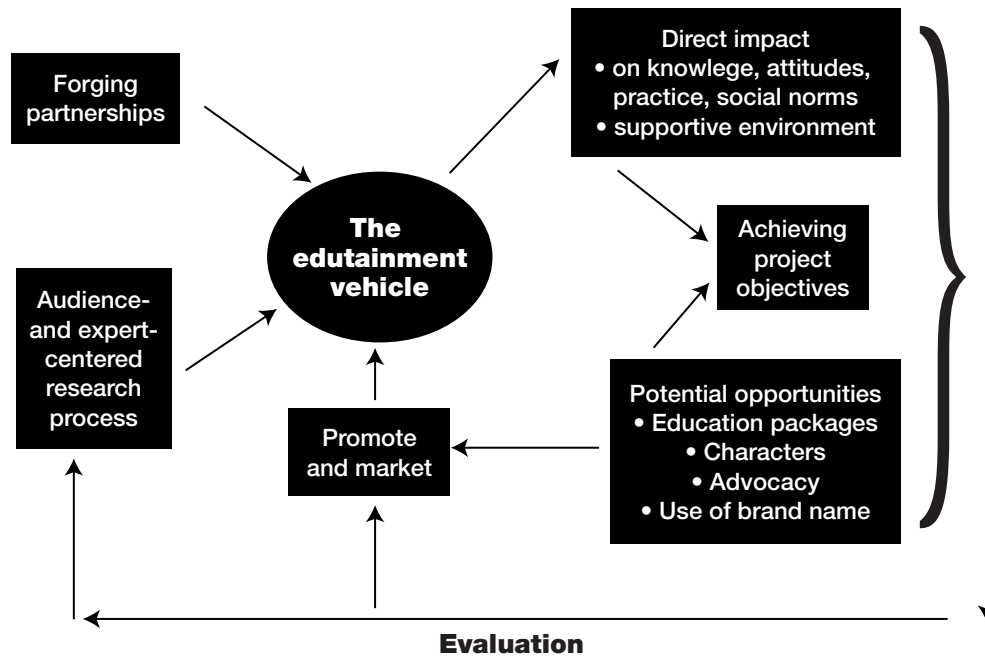 Forging
partnerships
Audience-
and expert-
centered
research
process
The
edutainment
vehicle
Promote
and market
Direct impact
• on knowlege, attitudes,
practice, social norms
• supportive environment
Achieving
project
objectives
Potential opportunities
• Education packages
• Characters
• Advocacy
• Use of brand name
Evaluation